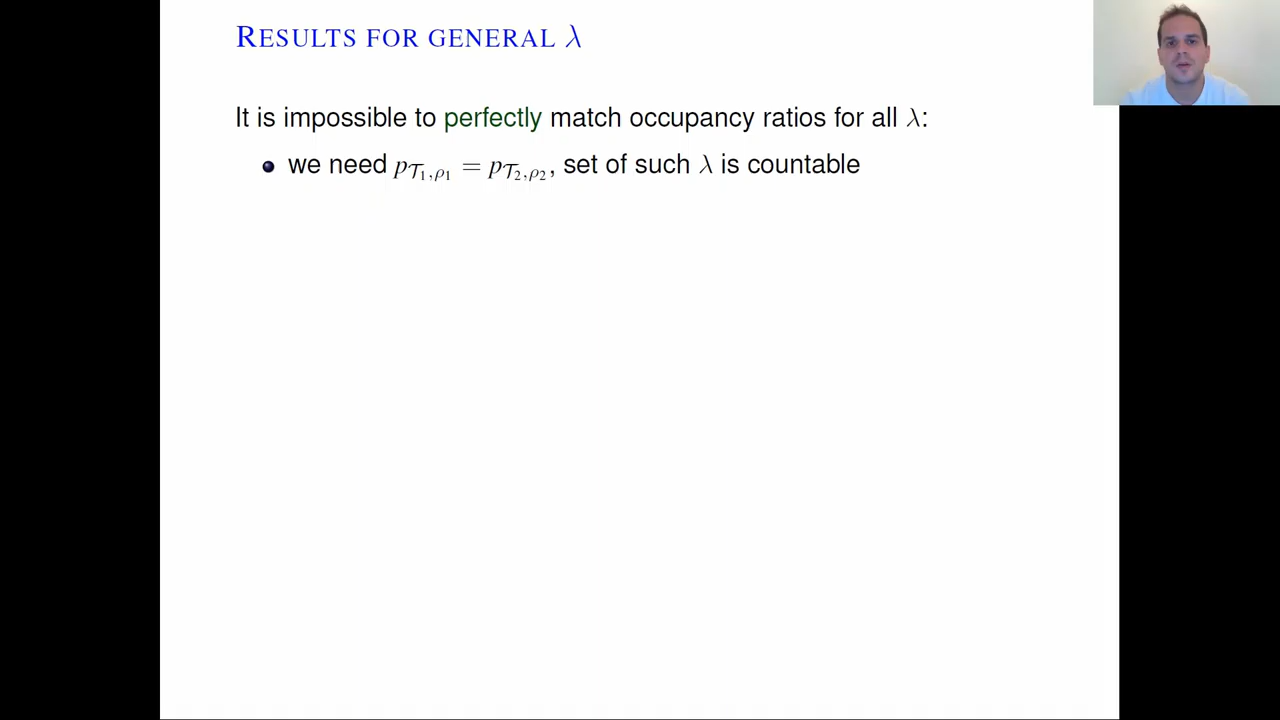 RESULTS FOR GENERAL λ
It is impossible to perfectly match occupancy ratios for all λ:
• we need p_{𝒯₁,ρ₁} = p_{𝒯₂,ρ₂}, set of such λ is countable